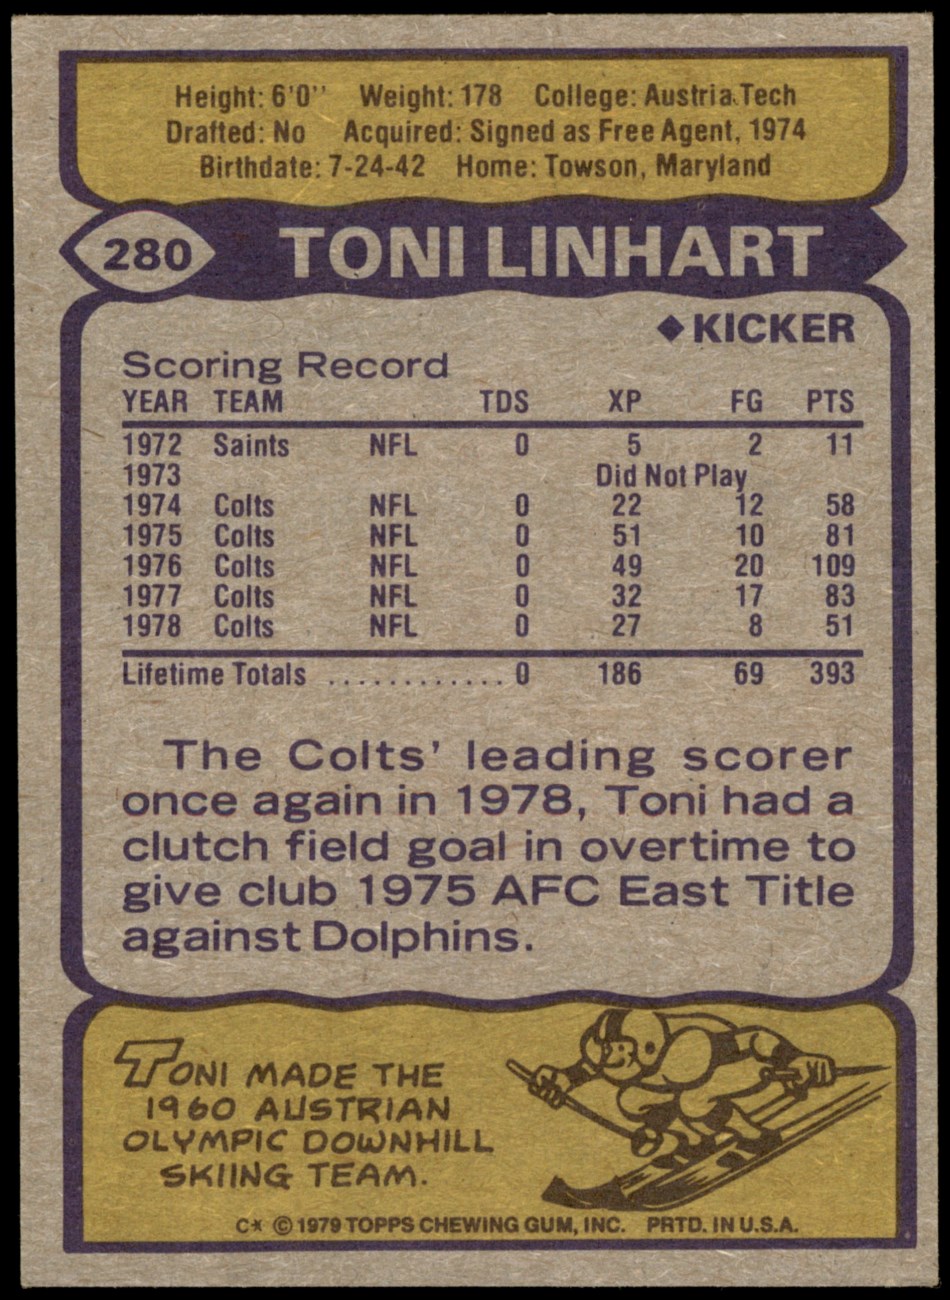 Height: 6'0" Weight: 178 College: Austria Tech
Drafted: No Acquired: Signed as Free Agent, 1974
Birthdate: 7-24-42 Home: Towson, Maryland
280 TONI LINHART
◆KICKER
Scoring Record
YEAR TEAM TDS XP FG PTS
1972 Saints NFL 0 5 2 11
1973 Did Not Play
1974 Colts NFL 0 22 12 58
1975 Colts NFL 0 51 10 81
1976 Colts NFL 0 49 20 109
1977 Colts NFL 0 32 17 83
1978 Colts NFL 0 27 8 51
Lifetime Totals ............. 0 186 69 393
The Colts' leading scorer
once again in 1978, Toni had a
clutch field goal in overtime to
give club 1975 AFC East Title
against Dolphins.
TONI MADE THE
1960 AUSTRIAN
OLYMPIC DOWNHILL
SKIING TEAM.
C* © 1979 TOPPS CHEWING GUM, INC. PRTD. IN U.S.A.